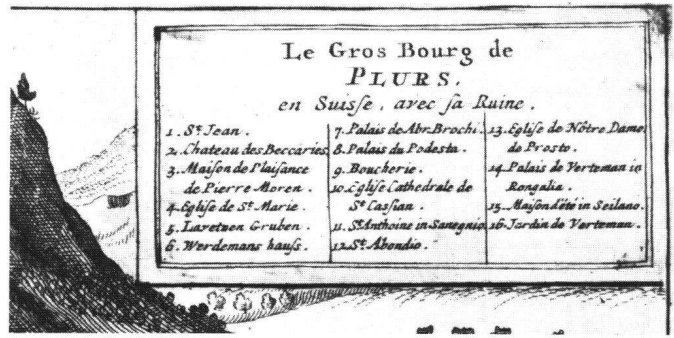 Le Gros Bourg de
PLURS,
en Suiſſe, avec ſa Ruine.
1. St. Jean.
2. Chateau des Beccaries
3. Maiſon de Plaiſance
de Pierre Moren.
4. Egliſe de St. Marie.
5. Lavetzen Gruben.
6. Werdemans hauſs.
7. Palais de Abr. Brochi.
8. Palais du Podesta.
9. Boucherie.
10. Egliſe Cathedrale de
St. Caſſian.
11. St. Anthoine in Sanegnio.
12. St. Abondio.
13. Egliſe de Nôtre Dame
de Prosto.
14. Palais de Verteman in
Rongalia.
15. Maiſon d'été in Seilano.
16. Jardin de Verteman.